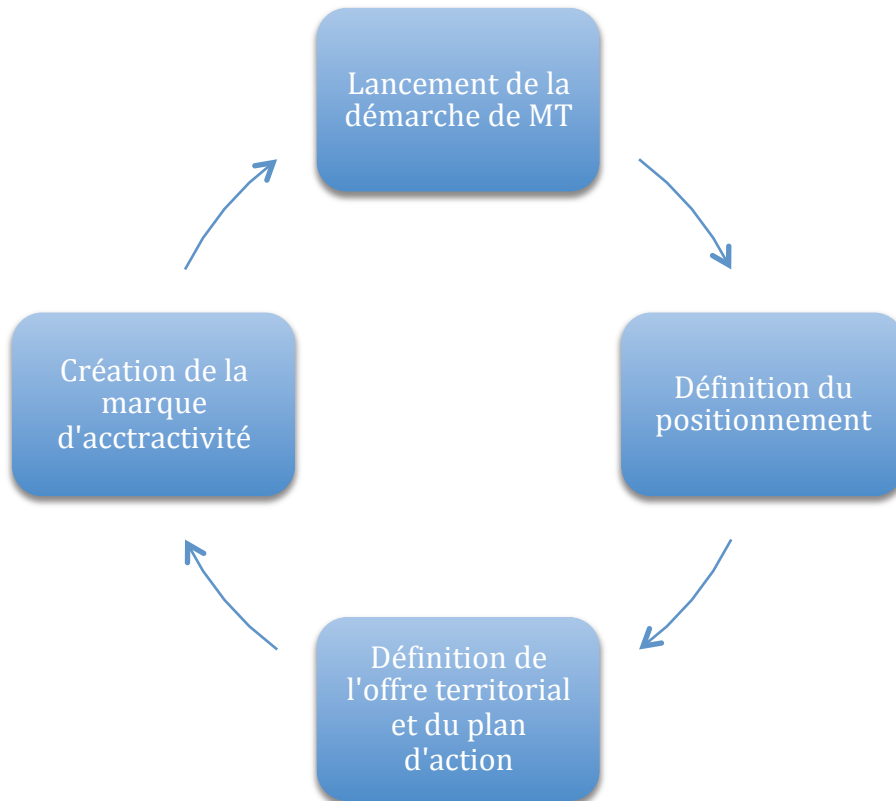 Lancement de la
démarche de MT
Définition du
positionnement
Définition de
l'offre territorial
et du plan
d'action
Création de la
marque
d'acctractivité